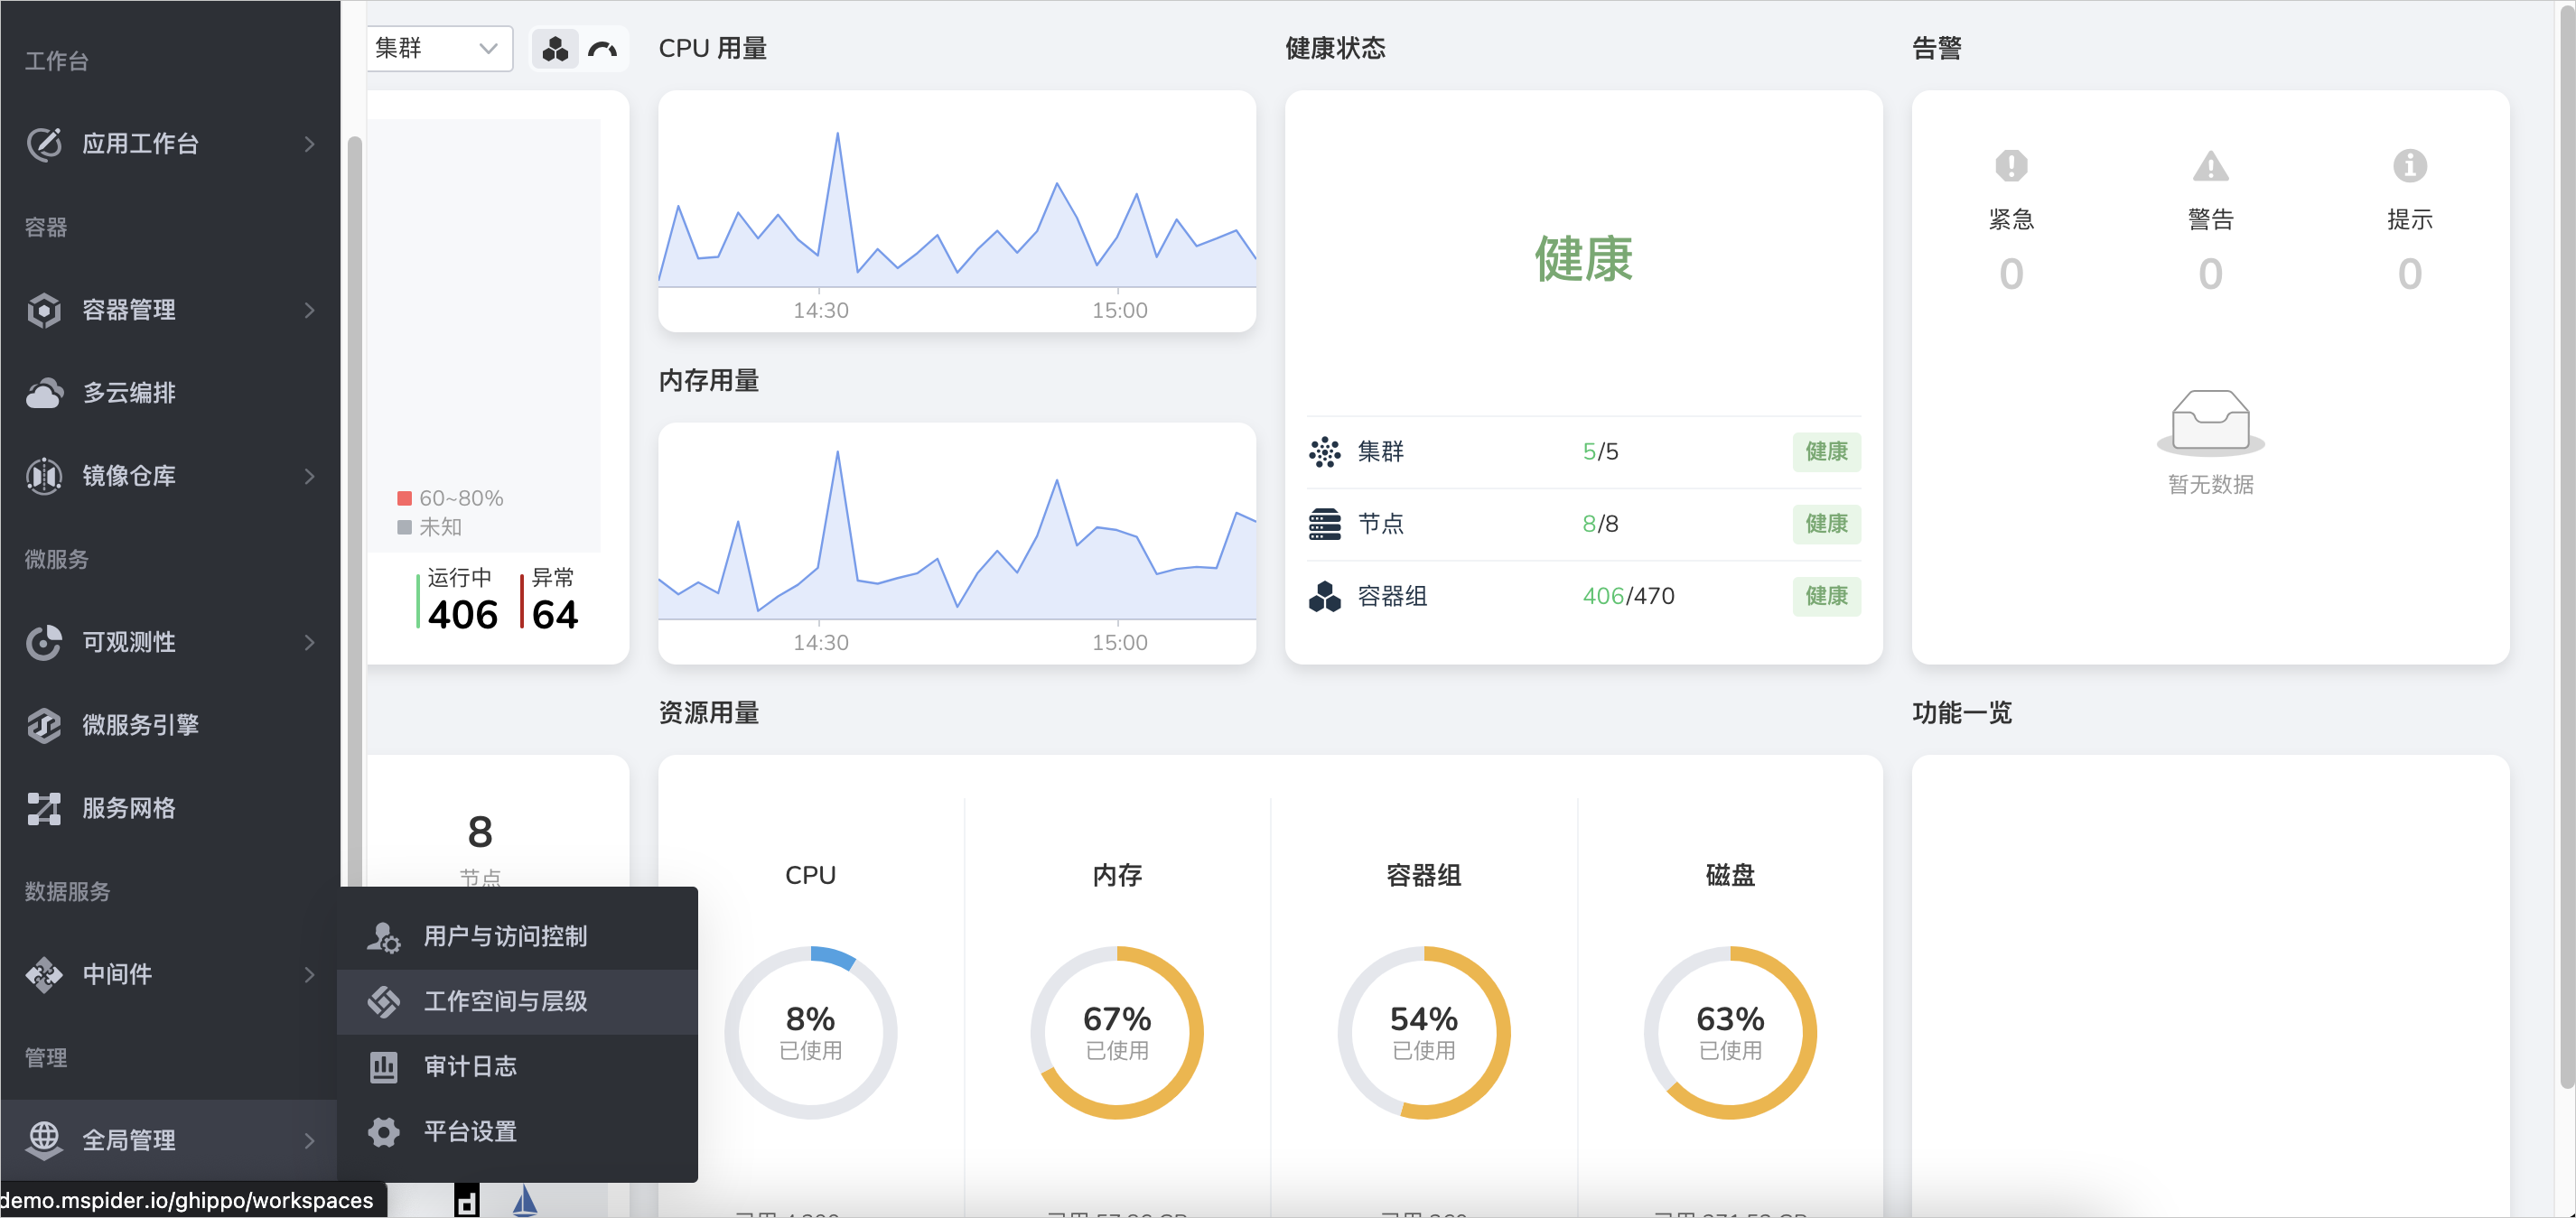 工作台
应用工作台
容器
容器管理
多云编排
镜像仓库
微服务
可观测性
微服务引擎
服务网格
数据服务
中间件
管理
全局管理
用户与访问控制
工作空间与层级
审计日志
平台设置
demo.mspider.io/ghippo/workspaces
集群
60~80%
未知
运行中
406
异常
64
8
节点
CPU 用量
14:30 15:00
内存用量
14:30 15:00
健康状态
健康
集群 5/5 健康
节点 8/8 健康
容器组 406/470 健康
告警
紧急 警告 提示
0 0 0
暂无数据
资源用量
CPU 内存 容器组 磁盘
8% 67% 54% 63%
已使用 已使用 已使用 已使用
功能一览